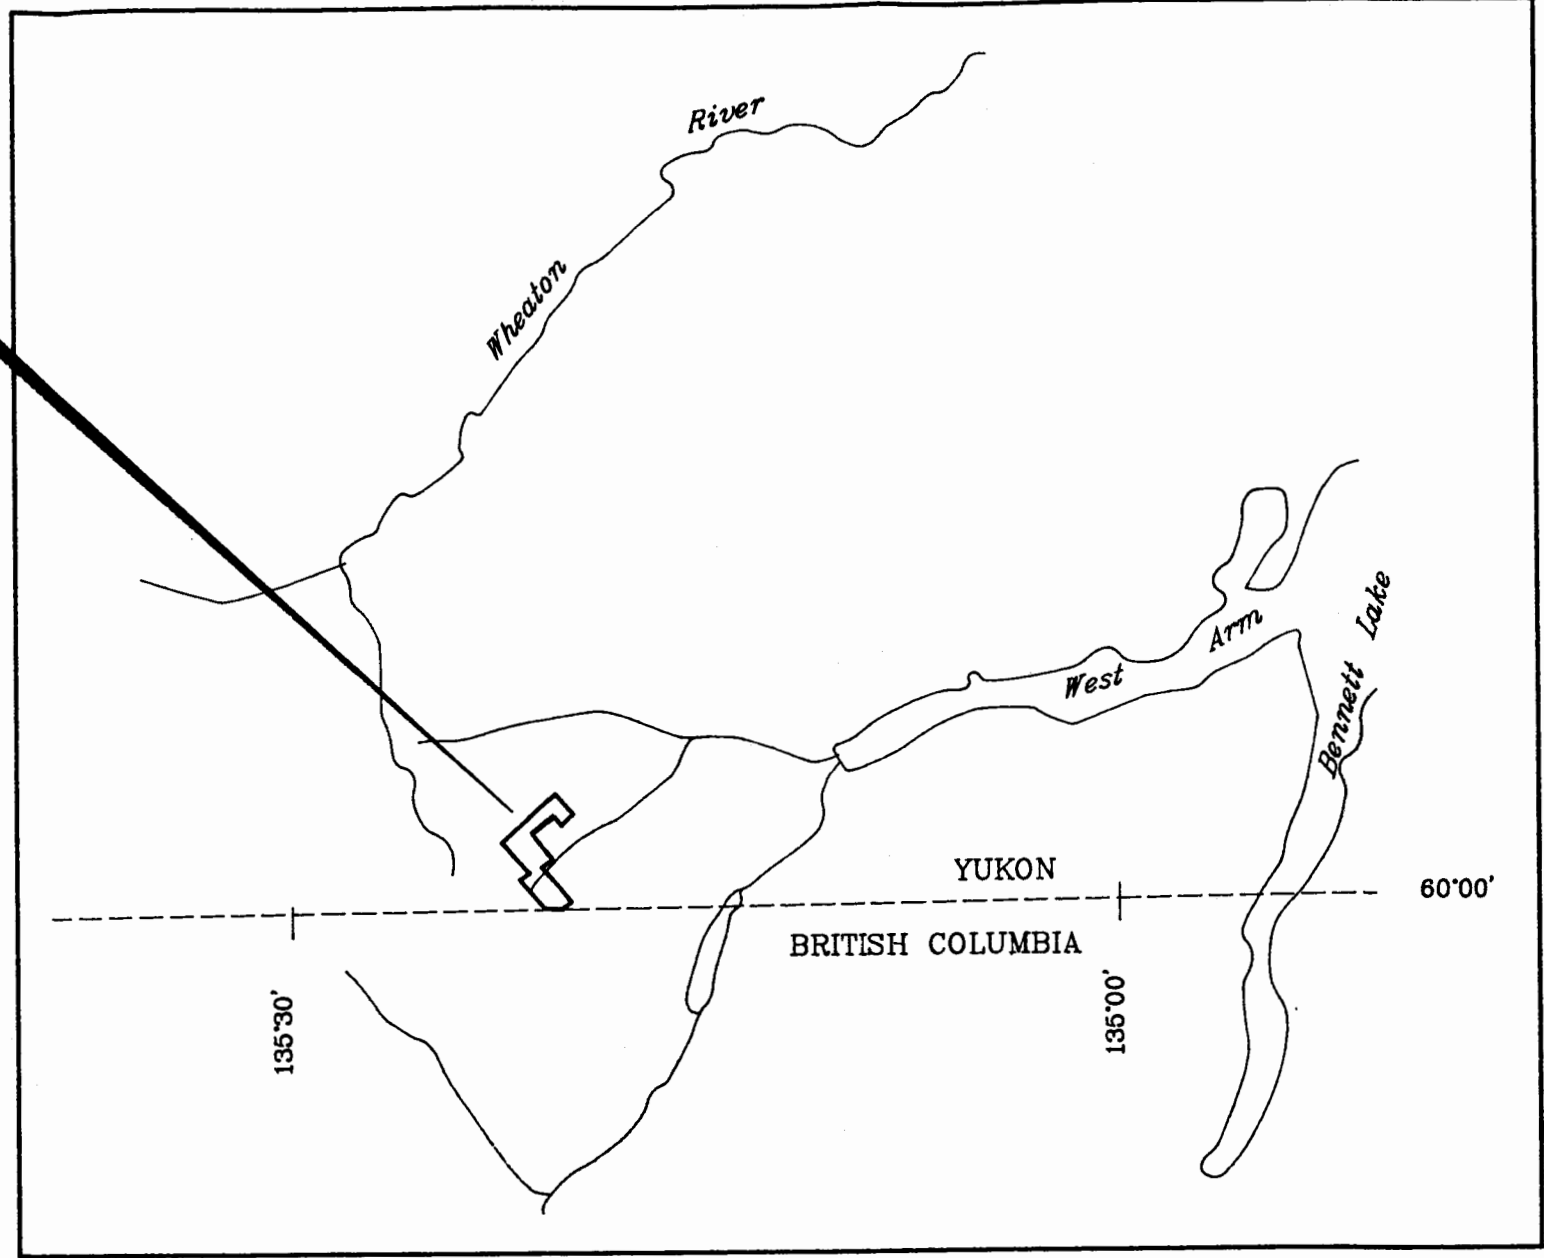 River
Wheaton
Arm
West
Bennett Lake
YUKON
60°00'
BRITISH COLUMBIA
135°30'
135°00'